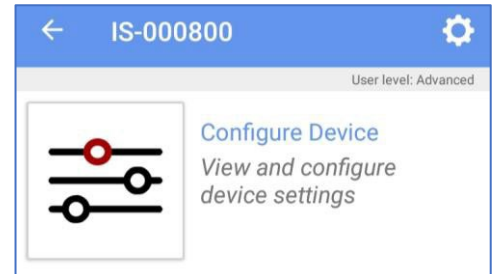 IS-000800
User level: Advanced
Configure Device
View and configure
device settings